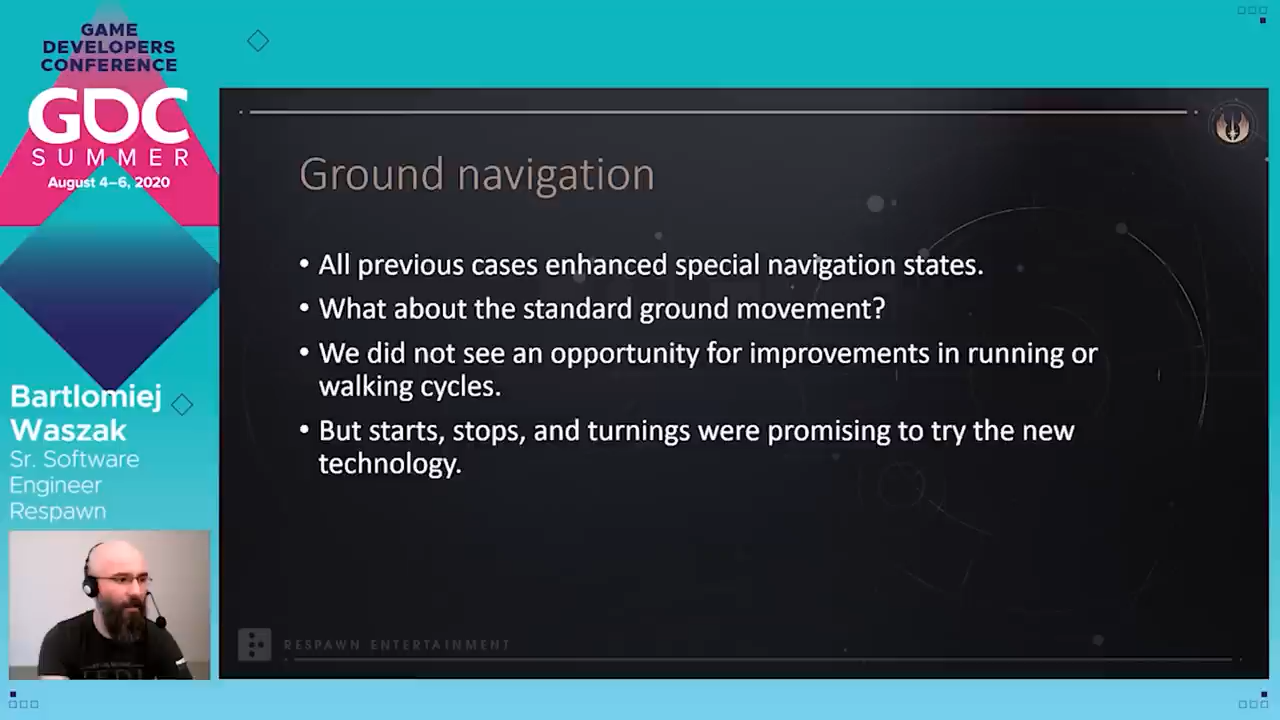 GAME
DEVELOPERS
CONFERENCE
GDC
SUMMER
August 4–6, 2020
Bartlomiej
Waszak
Sr. Software
Engineer
Respawn
Ground navigation
• All previous cases enhanced special navigation states.
• What about the standard ground movement?
• We did not see an opportunity for improvements in running or
walking cycles.
• But starts, stops, and turnings were promising to try the new
technology.
RESPAWN ENTERTAINMENT